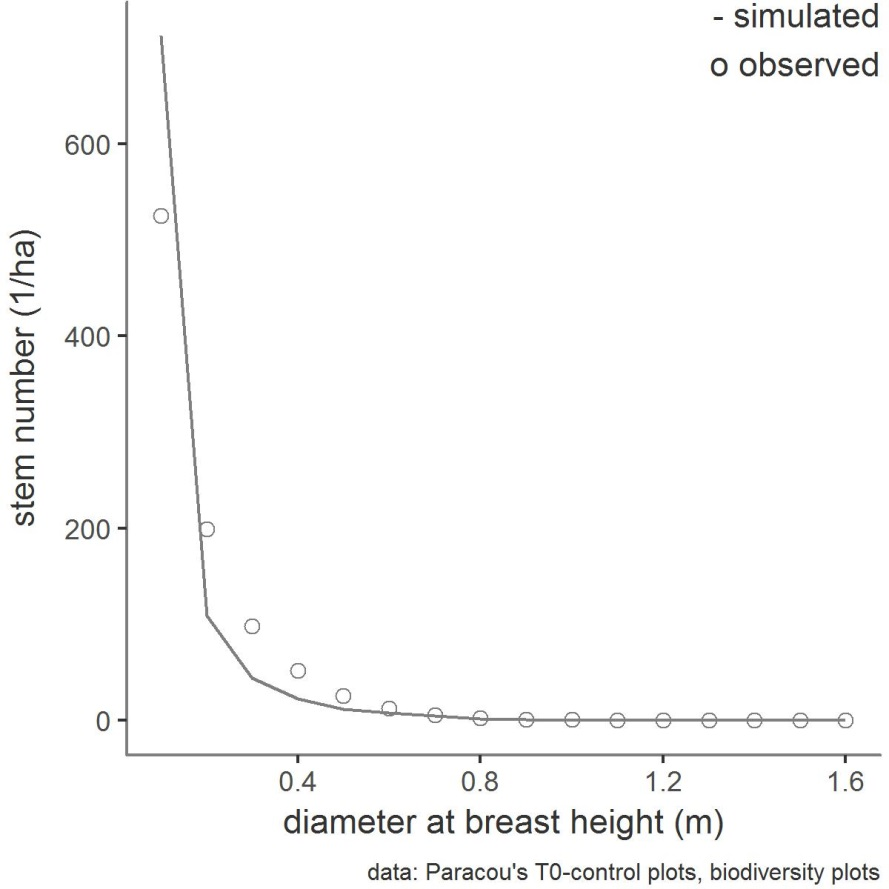 - simulated
o observed
600
400
200
0
stem number (1/ha)
0.4 0.8 1.2 1.6
diameter at breast height (m)
data: Paracou's T0-control plots, biodiversity plots